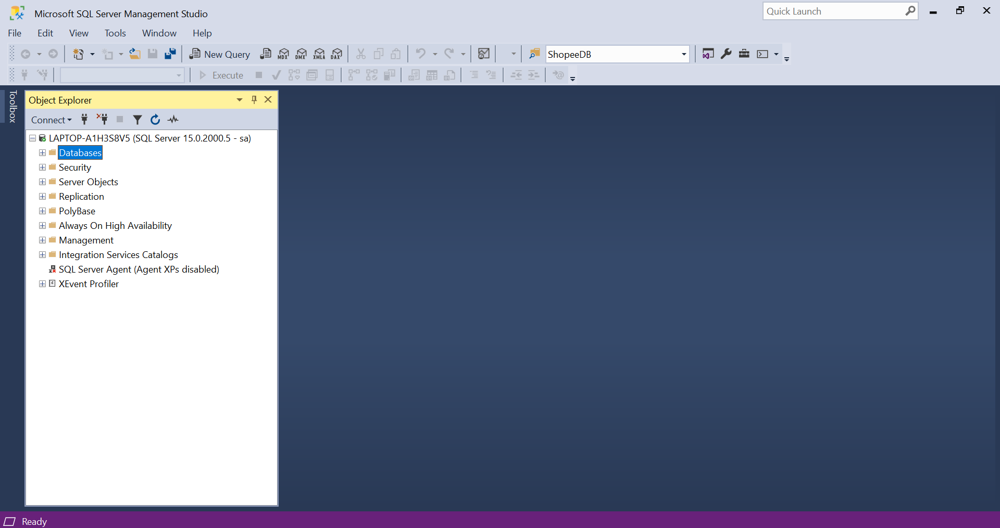 Microsoft SQL Server Management Studio
Quick Launch
File Edit View Tools Window Help
New Query MDX DMX XMLA DAX ShopeeDB
Execute
Toolbox
Object Explorer
Connect
LAPTOP-A1H3S8V5 (SQL Server 15.0.2000.5 - sa)
Databases
Security
Server Objects
Replication
PolyBase
Always On High Availability
Management
Integration Services Catalogs
SQL Server Agent (Agent XPs disabled)
XEvent Profiler
Ready